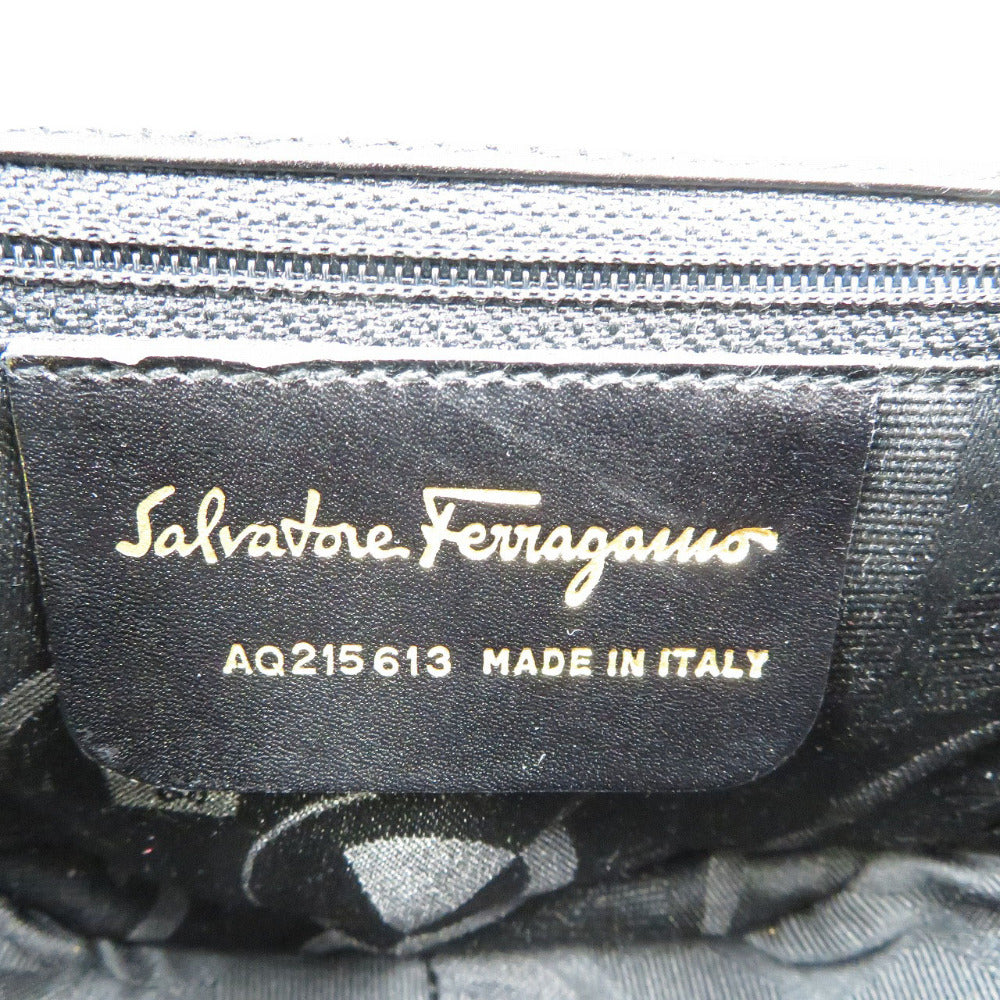 Salvatore Ferragamo
AQ215613 MADE IN ITALY